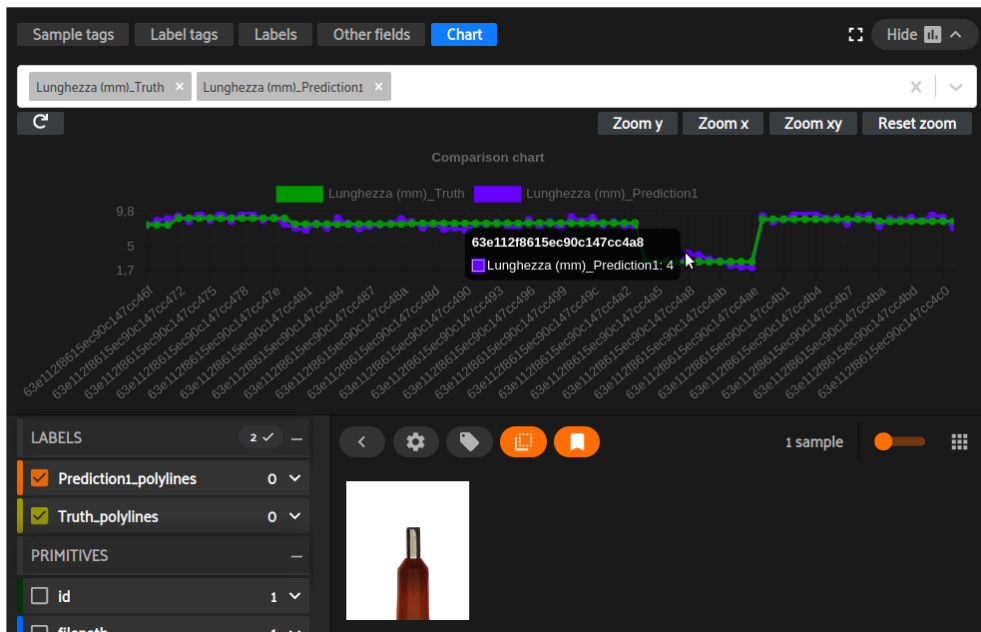 Sample tags Label tags Labels Other fields Chart Hide
Lunghezza (mm)_Truth × Lunghezza (mm)_Prediction1 ×
Zoom y Zoom x Zoom xy Reset zoom
Comparison chart
Lunghezza (mm)_Truth Lunghezza (mm)_Prediction1
9,8
5
1,7
63e112f8615ec90c147cc4a8
Lunghezza (mm)_Prediction1: 4
63e112f8615ec90c147cc46f
63e112f8615ec90c147cc472
63e112f8615ec90c147cc475
63e112f8615ec90c147cc478
63e112f8615ec90c147cc47e
63e112f8615ec90c147cc481
63e112f8615ec90c147cc484
63e112f8615ec90c147cc487
63e112f8615ec90c147cc48a
63e112f8615ec90c147cc48d
63e112f8615ec90c147cc490
63e112f8615ec90c147cc493
63e112f8615ec90c147cc496
63e112f8615ec90c147cc499
63e112f8615ec90c147cc49c
63e112f8615ec90c147cc4a2
63e112f8615ec90c147cc4a5
63e112f8615ec90c147cc4a8
63e112f8615ec90c147cc4ab
63e112f8615ec90c147cc4ae
63e112f8615ec90c147cc4b1
63e112f8615ec90c147cc4b4
63e112f8615ec90c147cc4b7
63e112f8615ec90c147cc4ba
63e112f8615ec90c147cc4bd
63e112f8615ec90c147cc4c0
LABELS 2
Prediction1_polylines 0
Truth_polylines 0
PRIMITIVES
id 1
1 sample